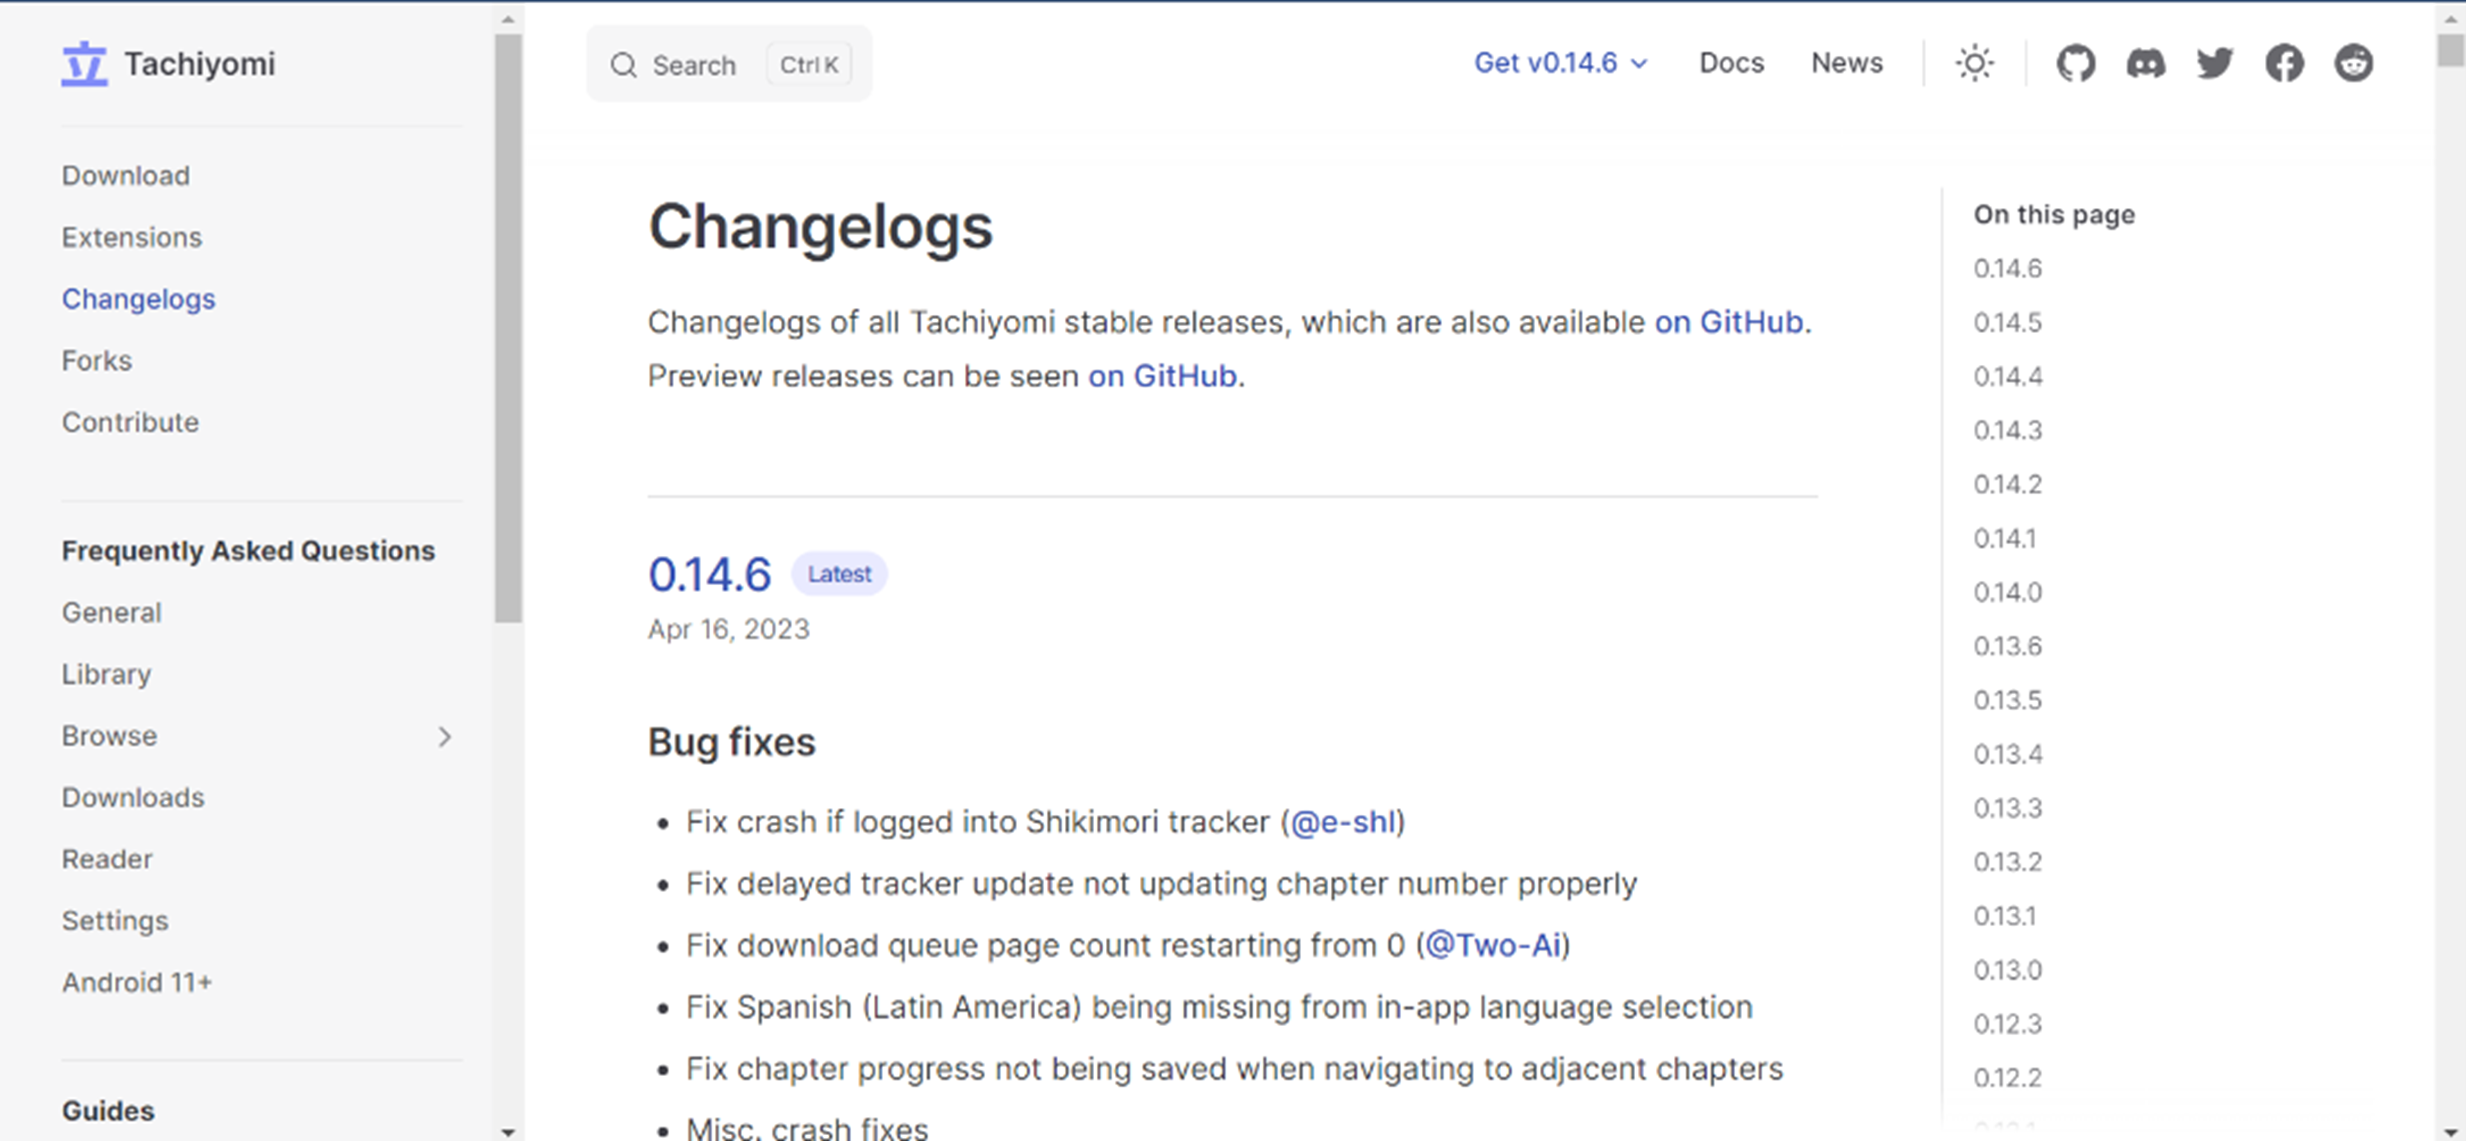 立 Tachiyomi
Download
Extensions
Changelogs
Forks
Contribute
Frequently Asked Questions
General
Library
Browse
Downloads
Reader
Settings
Android 11+
Guides
Search Ctrl K
Get v0.14.6 Docs News
Changelogs
Changelogs of all Tachiyomi stable releases, which are also available on GitHub.
Preview releases can be seen on GitHub.
0.14.6 Latest
Apr 16, 2023
Bug fixes
• Fix crash if logged into Shikimori tracker (@e-shl)
• Fix delayed tracker update not updating chapter number properly
• Fix download queue page count restarting from 0 (@Two-Ai)
• Fix Spanish (Latin America) being missing from in-app language selection
• Fix chapter progress not being saved when navigating to adjacent chapters
• Misc. crash fixes
On this page
0.14.6
0.14.5
0.14.4
0.14.3
0.14.2
0.14.1
0.14.0
0.13.6
0.13.5
0.13.4
0.13.3
0.13.2
0.13.1
0.13.0
0.12.3
0.12.2